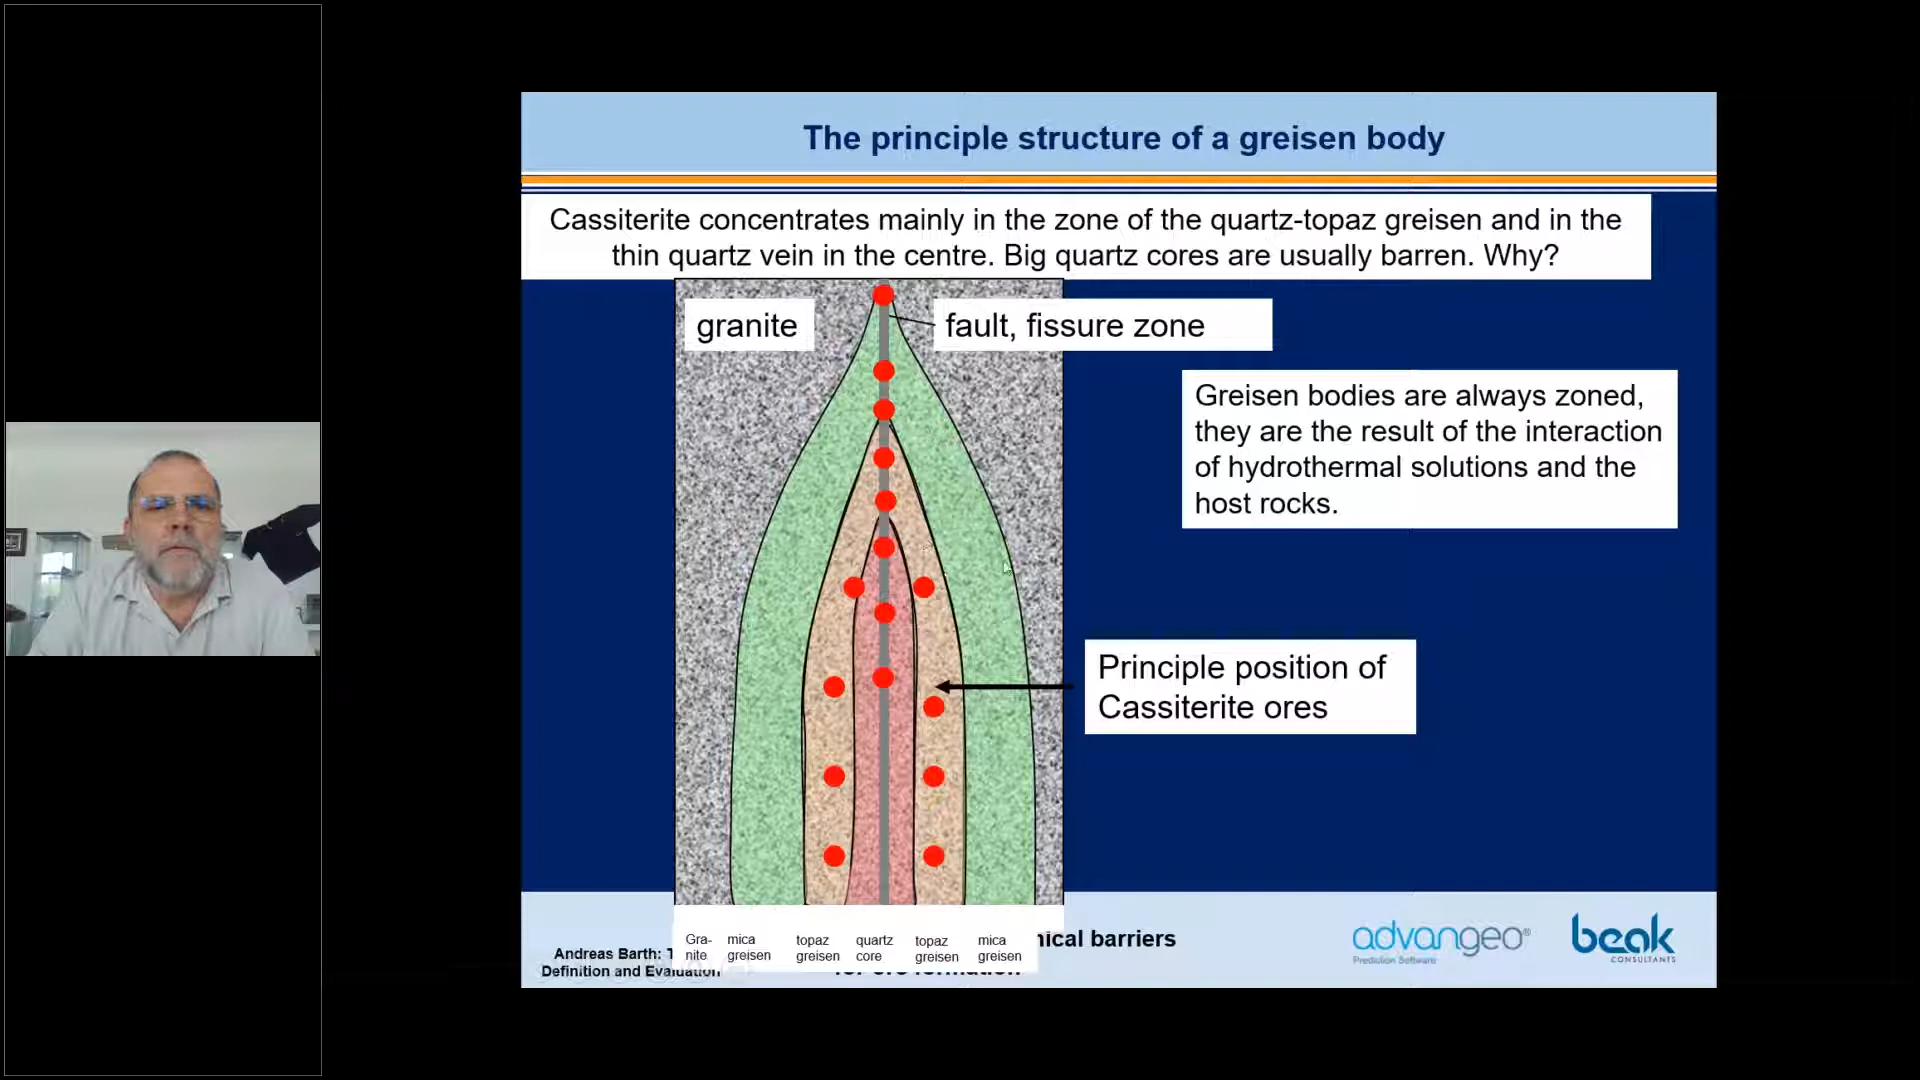 The principle structure of a greisen body
Cassiterite concentrates mainly in the zone of the quartz-topaz greisen and in the
thin quartz vein in the centre. Big quartz cores are usually barren. Why?
granite
fault, fissure zone
Greisen bodies are always zoned,
they are the result of the interaction
of hydrothermal solutions and the
host rocks.
Principle position of
Cassiterite ores
Gra-
nite
mica
greisen
topaz
greisen
quartz
core
topaz
greisen
mica
greisen
Andreas Barth:
Definition and Evaluation
barriers
advangeo®
Prediction Software
beak
CONSULTANTS